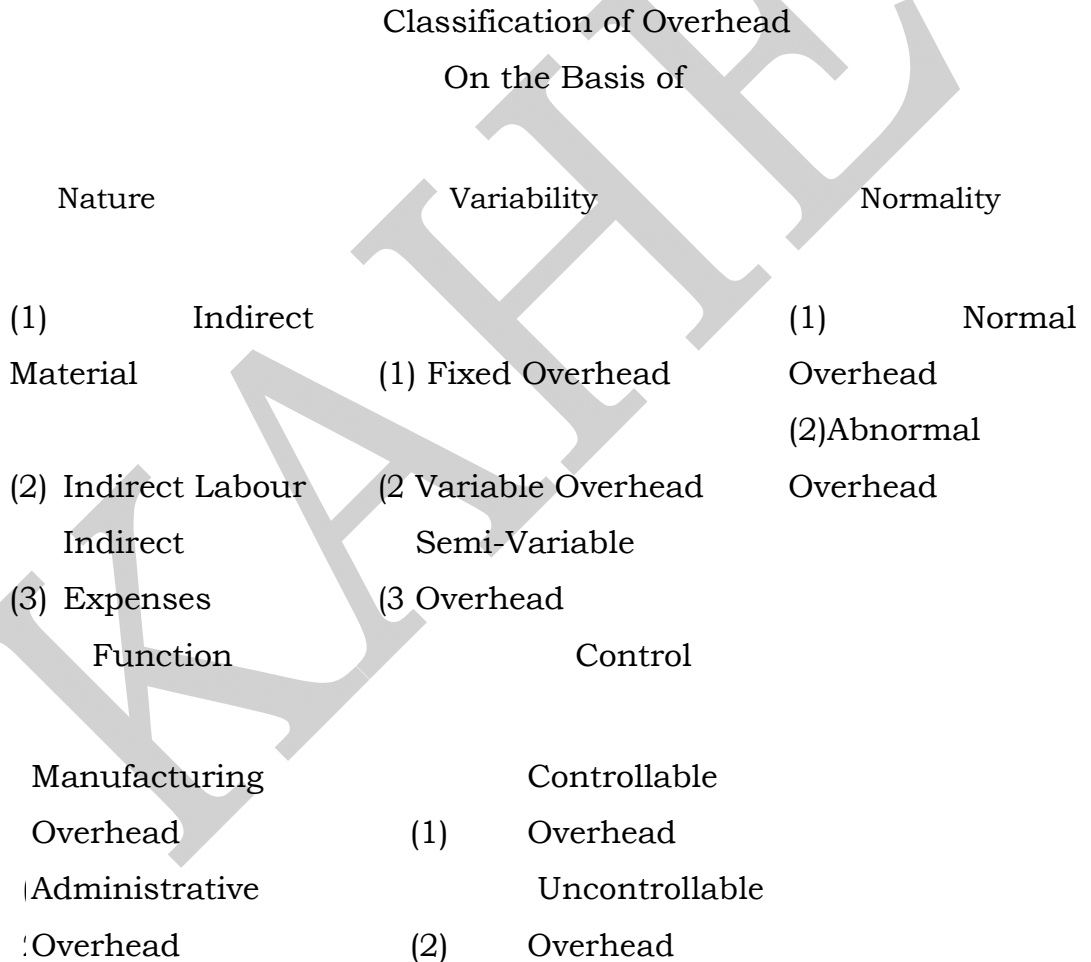 Classification of Overhead
On the Basis of
Nature Variability Normality
(1) Indirect (1) Normal
Material (1) Fixed Overhead Overhead
(2)Abnormal
(2) Indirect Labour (2 Variable Overhead Overhead
Indirect Semi-Variable
(3) Expenses (3 Overhead
Function Control
Manufacturing Controllable
Overhead (1) Overhead
Administrative Uncontrollable
Overhead (2) Overhead
KAHE